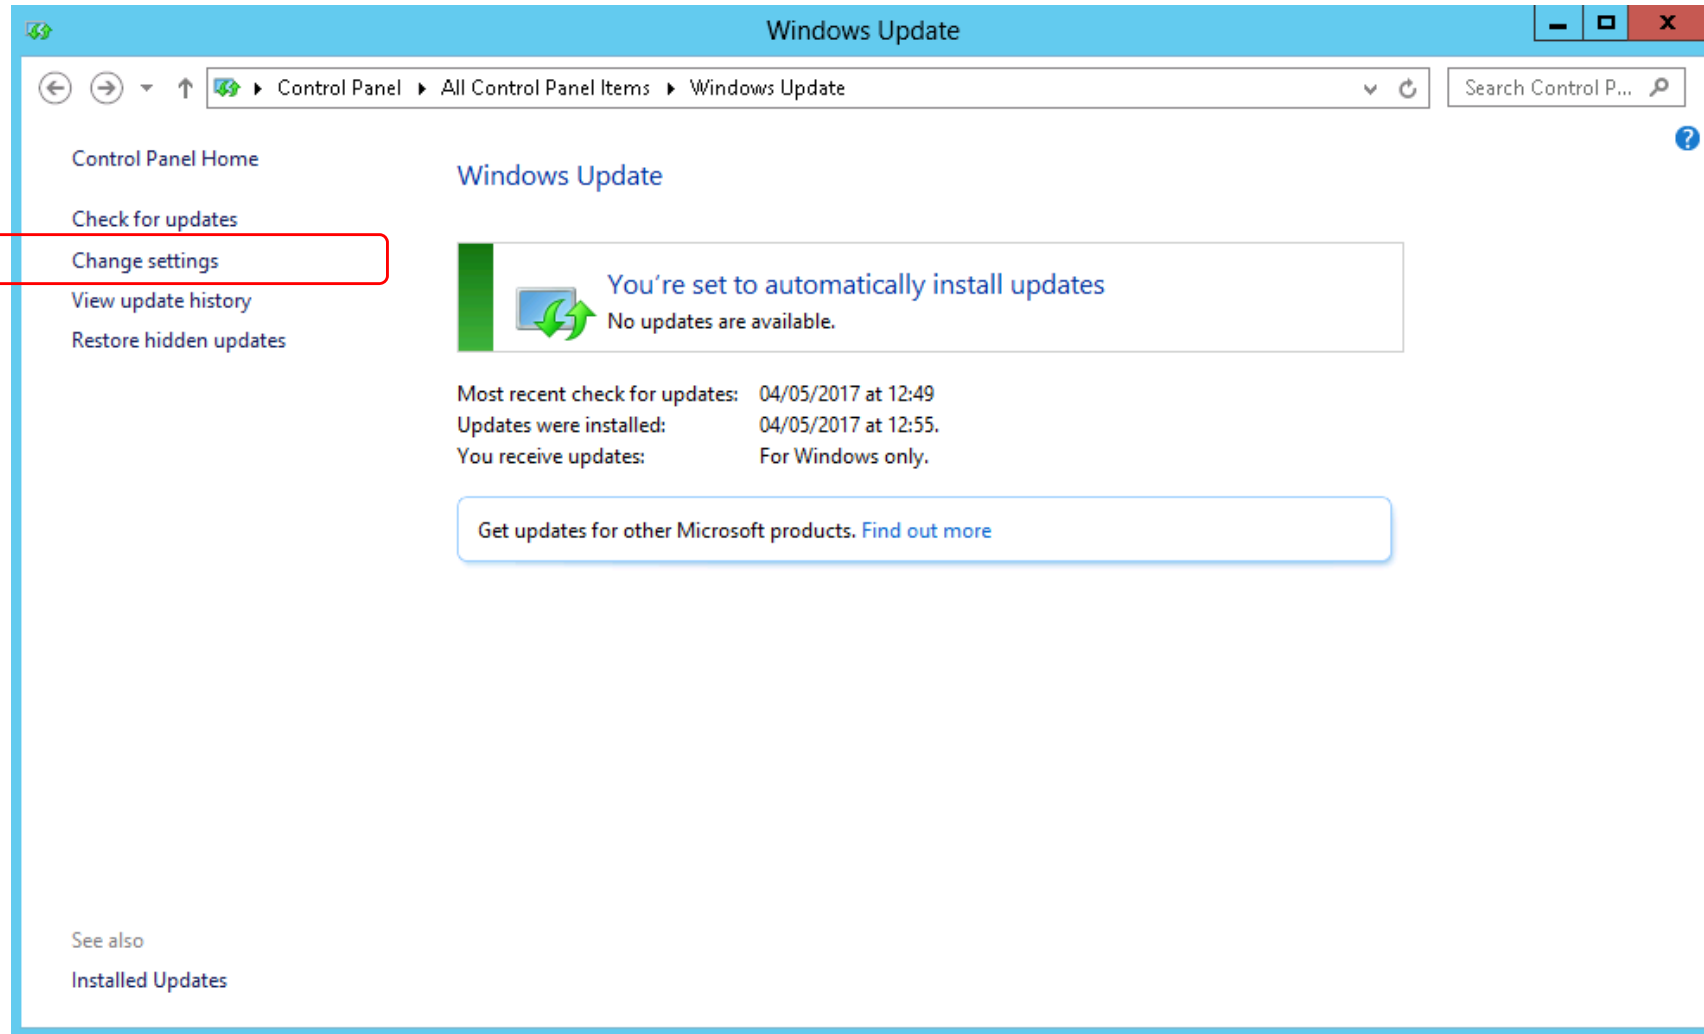 Windows Update
Control Panel All Control Panel Items Windows Update
Search Control P...
Control Panel Home
Check for updates
Change settings
View update history
Restore hidden updates
Windows Update
You're set to automatically install updates
No updates are available.
Most recent check for updates: 04/05/2017 at 12:49
Updates were installed: 04/05/2017 at 12:55.
You receive updates: For Windows only.
Get updates for other Microsoft products. Find out more
See also
Installed Updates